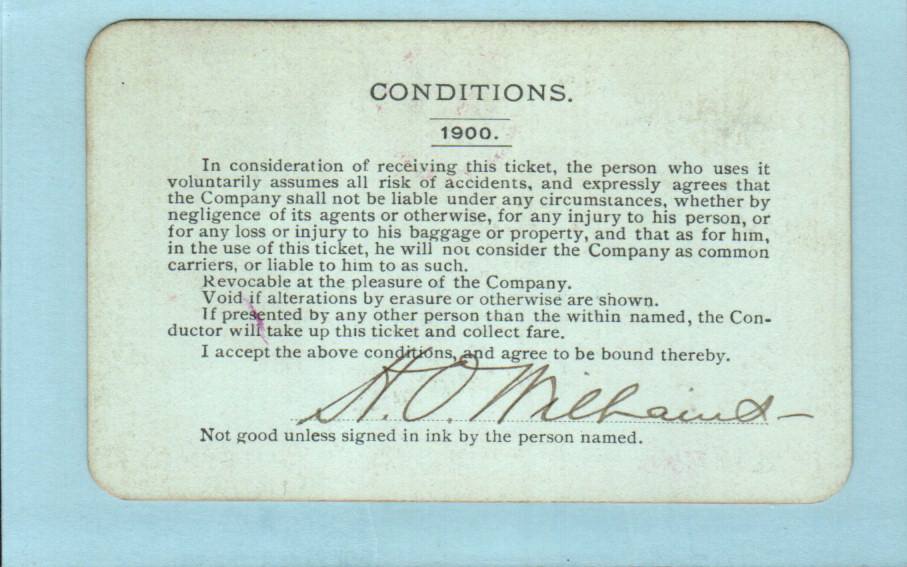 CONDITIONS.
1900.
In consideration of receiving this ticket, the person who uses it
voluntarily assumes all risk of accidents, and expressly agrees that
the Company shall not be liable under any circumstances, whether by
negligence of its agents or otherwise, for any injury to his person, or
for any loss or injury to his baggage or property, and that as for him,
in the use of this ticket, he will not consider the Company as common
carriers, or liable to him to as such.
Revocable at the pleasure of the Company.
Void if alterations by erasure or otherwise are shown.
If presented by any other person than the within named, the Con-
ductor will take up this ticket and collect fare.
I accept the above conditions, and agree to be bound thereby.
H. O. Williams
Not good unless signed in ink by the person named.